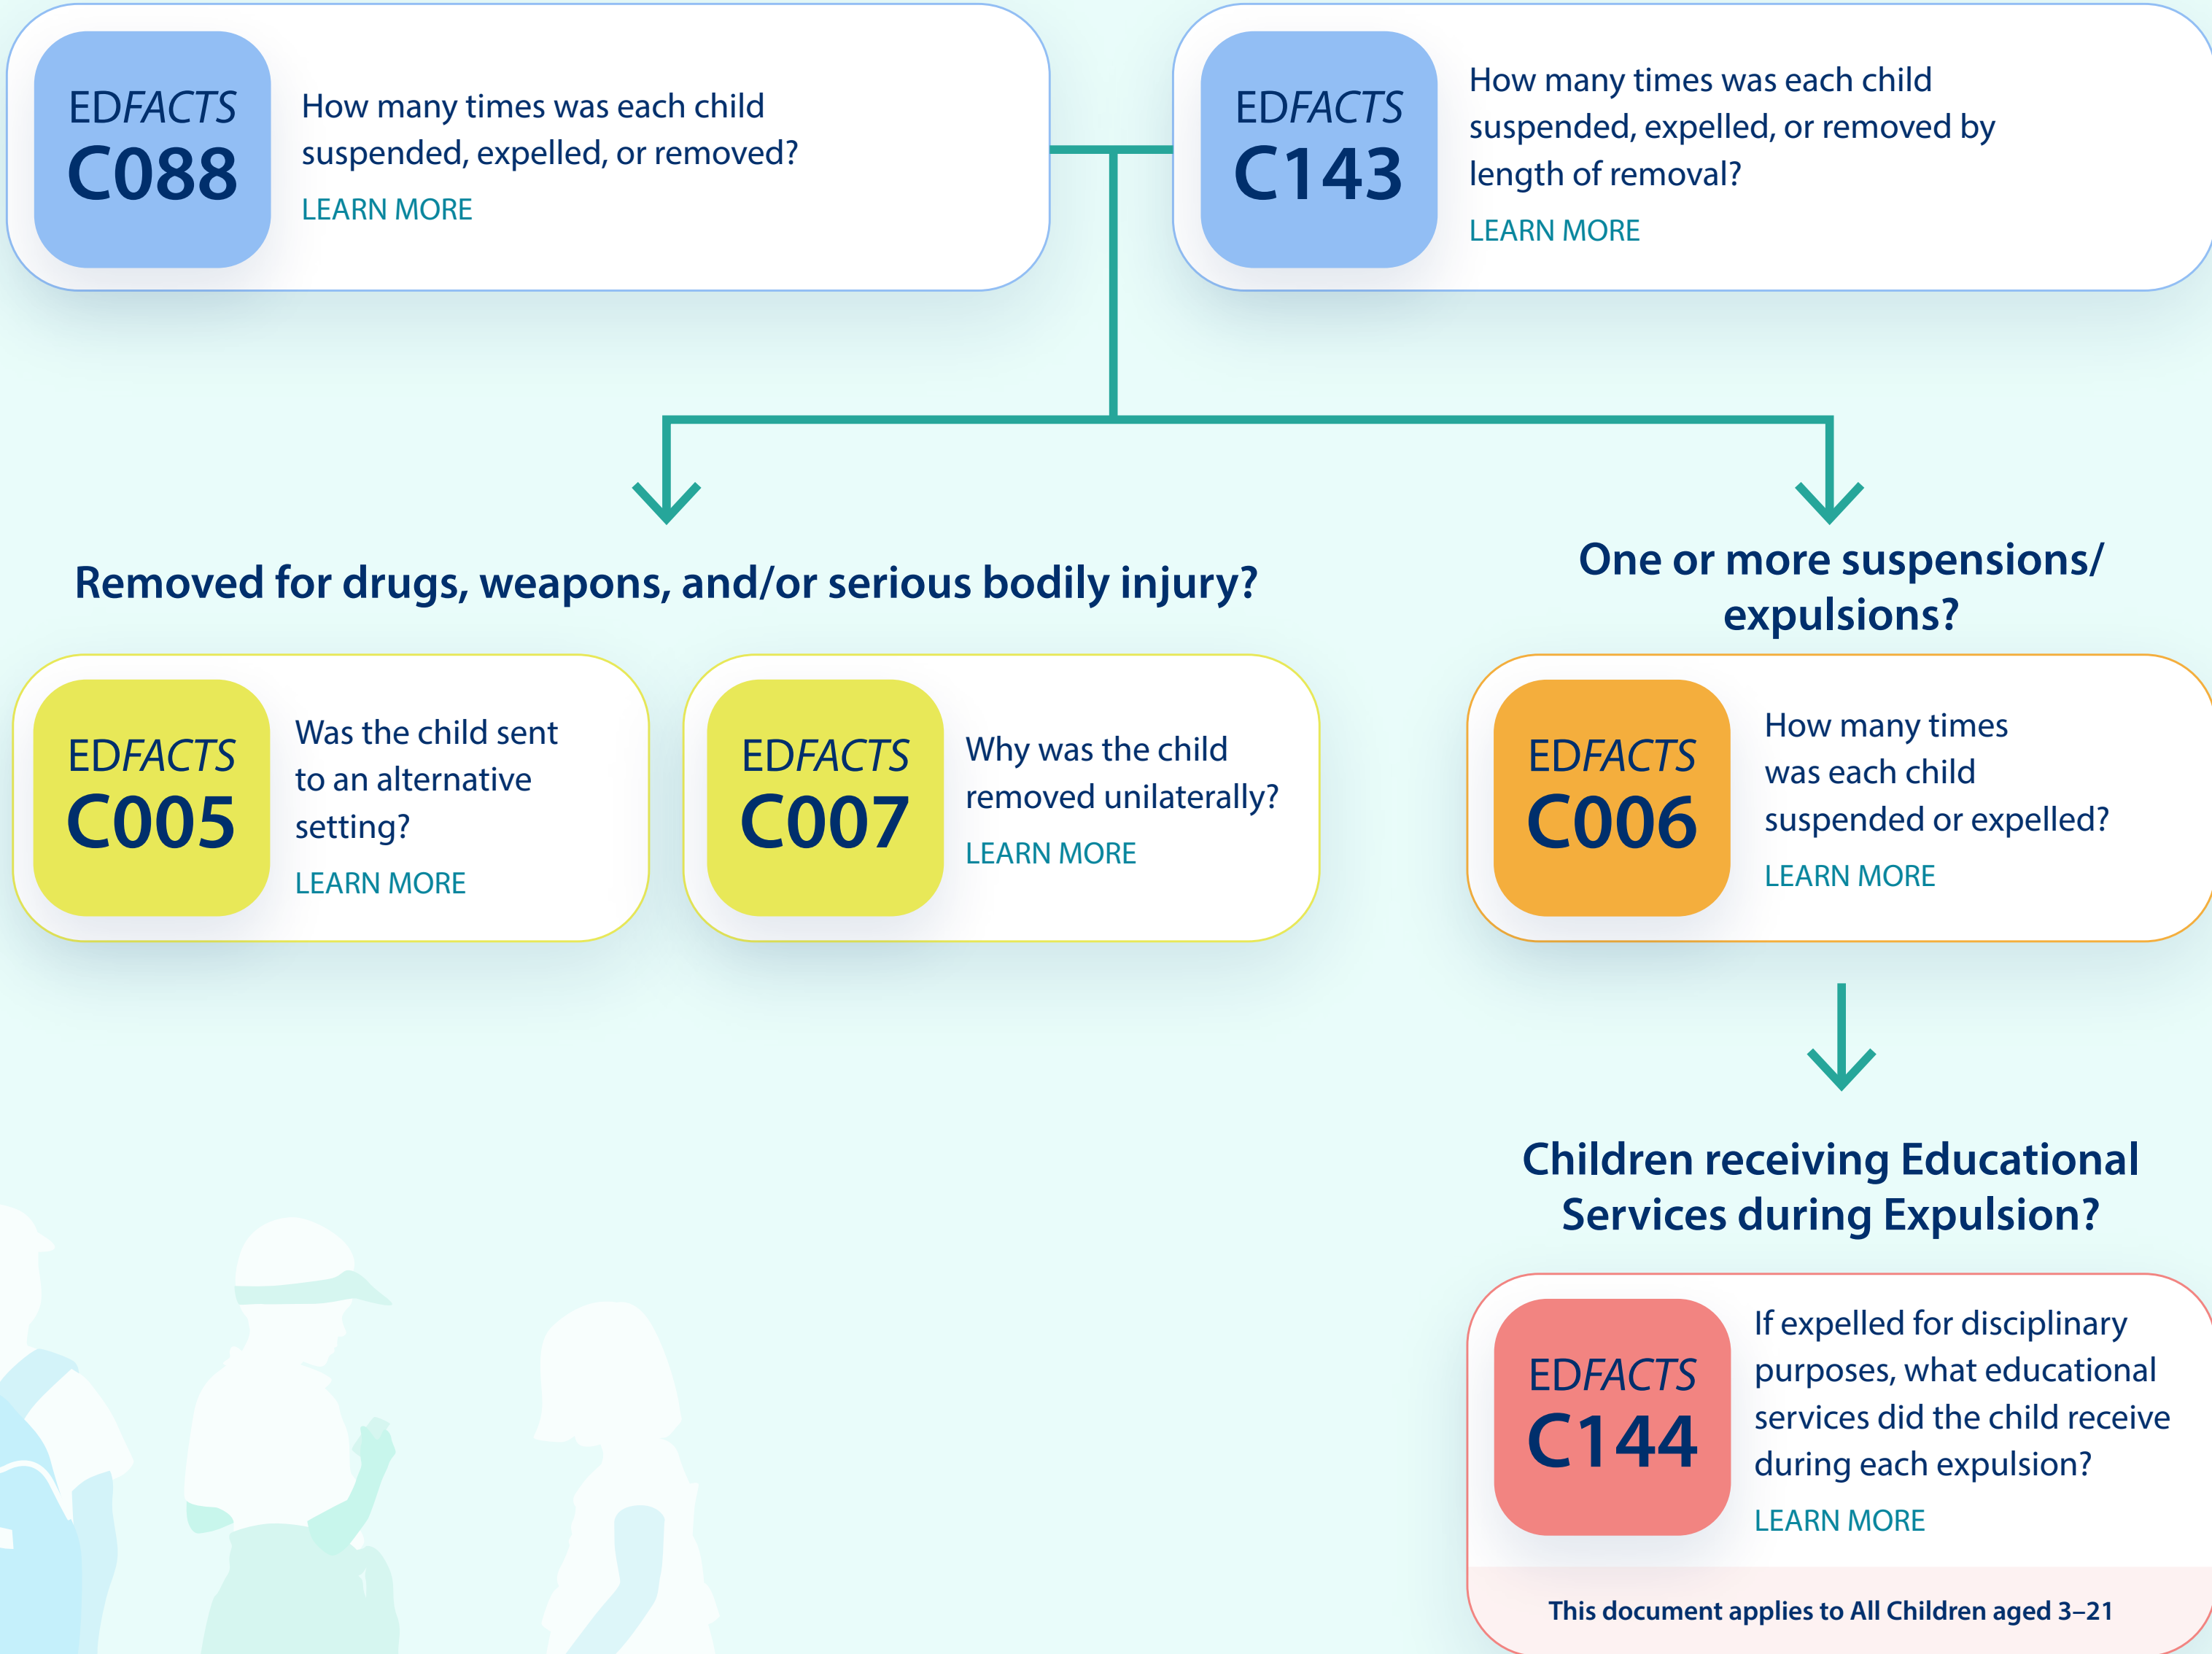 EDFACTS
C088
How many times was each child
suspended, expelled, or removed?
LEARN MORE
EDFACTS
C143
How many times was each child
suspended, expelled, or removed by
length of removal?
LEARN MORE
Removed for drugs, weapons, and/or serious bodily injury?
EDFACTS
C005
Was the child sent
to an alternative
setting?
LEARN MORE
EDFACTS
C007
Why was the child
removed unilaterally?
LEARN MORE
One or more suspensions/
expulsions?
EDFACTS
C006
How many times
was each child
suspended or expelled?
LEARN MORE
Children receiving Educational
Services during Expulsion?
EDFACTS
C144
If expelled for disciplinary
purposes, what educational
services did the child receive
during each expulsion?
LEARN MORE
This document applies to All Children aged 3–21